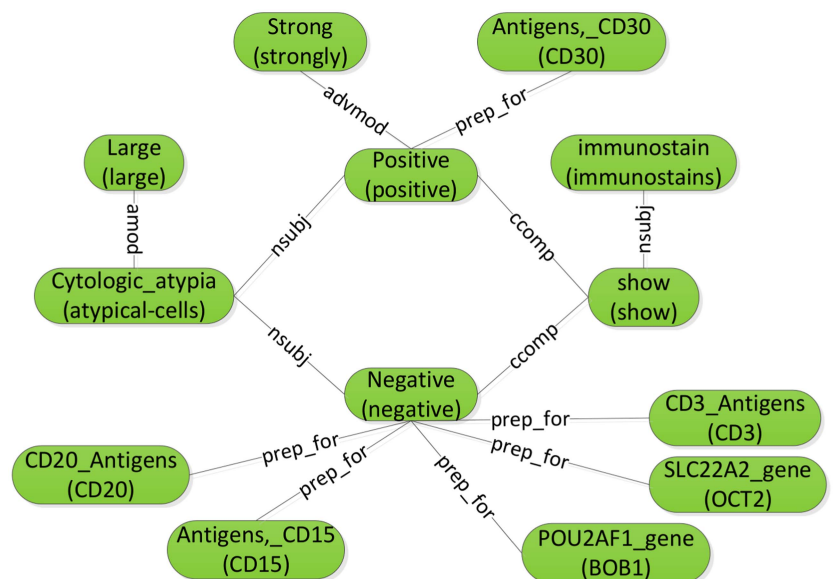 Strong
(strongly)
Antigens,_CD30
(CD30)
advmod
prep_for
Large
(large)
Positive
(positive)
immunostain
(immunostains)
amod
nsubj
ccomp
nsubj
Cytologic_atypia
(atypical-cells)
show
(show)
nsubj
ccomp
Negative
(negative)
prep_for
CD3_Antigens
(CD3)
prep_for
prep_for
prep_for
prep_for
CD20_Antigens
(CD20)
SLC22A2_gene
(OCT2)
Antigens,_CD15
(CD15)
POU2AF1_gene
(BOB1)